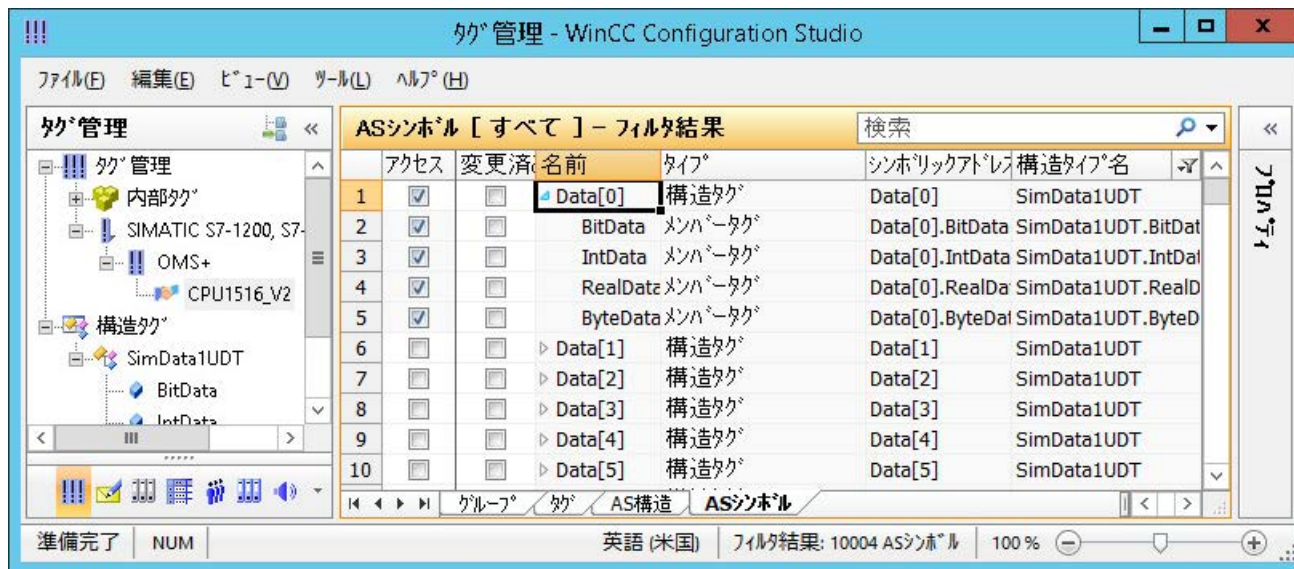 タグ管理 - WinCC Configuration Studio
ファイル(F) 編集(E) ビュー(V) ツール(L) ヘルプ(H)
タグ管理
タグ管理
内部タグ
SIMATIC S7-1200, S7-
OMS+
CPU1516_V2
構造タグ
SimData1UDT
BitData
IntData
ASシンボル [ すべて ] - フィルタ結果 検索
アクセス 変更済 名前 タイプ シンボリックアドレス 構造タイプ名
1 Data[0] 構造タグ Data[0] SimData1UDT
2 BitData メンバータグ Data[0].BitData SimData1UDT.BitDat
3 IntData メンバータグ Data[0].IntData SimData1UDT.IntDat
4 RealData メンバータグ Data[0].RealDa SimData1UDT.RealD
5 ByteData メンバータグ Data[0].ByteDat SimData1UDT.ByteD
6 Data[1] 構造タグ Data[1] SimData1UDT
7 Data[2] 構造タグ Data[2] SimData1UDT
8 Data[3] 構造タグ Data[3] SimData1UDT
9 Data[4] 構造タグ Data[4] SimData1UDT
10 Data[5] 構造タグ Data[5] SimData1UDT
グループ タグ AS構造 ASシンボル
プロパティ
準備完了 NUM 英語 (米国) フィルタ結果: 10004 ASシンボル 100 %